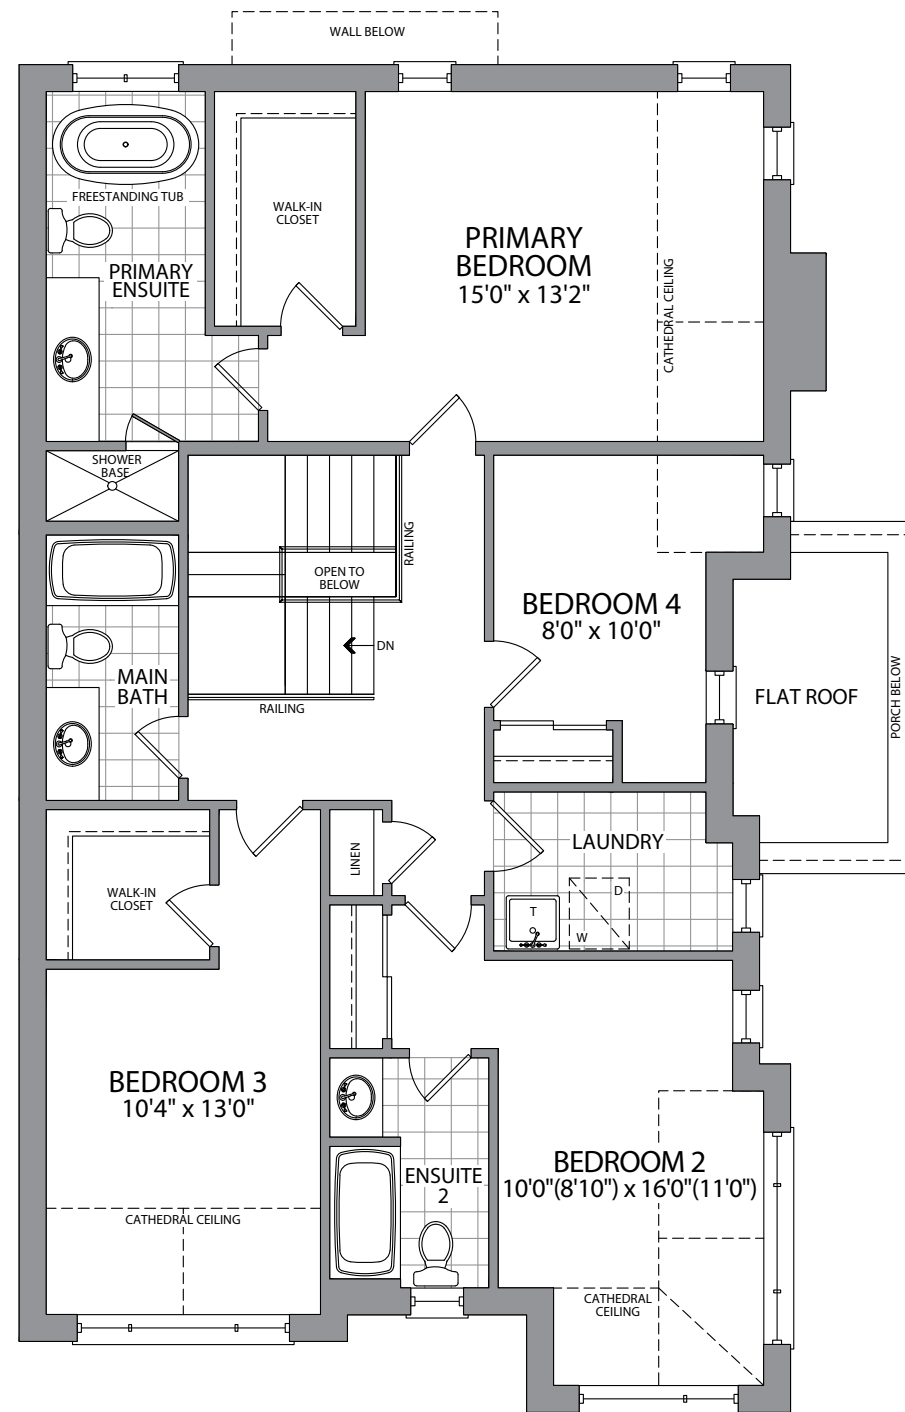 WALL BELOW
FREESTANDING TUB
WALK-IN
CLOSET
PRIMARY
ENSUITE
PRIMARY
BEDROOM
15'0" x 13'2"
CATHEDRAL CEILING
SHOWER
BASE
RAILING
OPEN TO
BELOW
DN
RAILING
BEDROOM 4
8'0" x 10'0"
MAIN
BATH
FLAT ROOF
PORCH BELOW
LINEN
LAUNDRY
T
D
W
WALK-IN
CLOSET
BEDROOM 3
10'4" x 13'0"
CATHEDRAL CEILING
ENSUITE
2
BEDROOM 2
10'0"(8'10") x 16'0"(11'0")
CATHEDRAL
CEILING